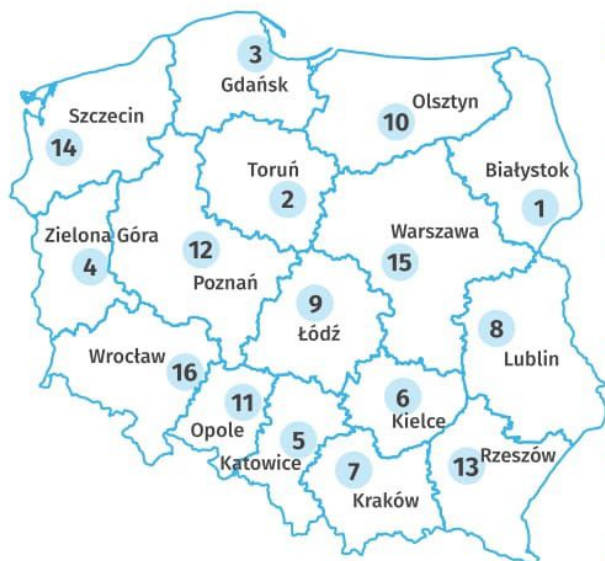 3
Gdańsk
Olsztyn
10
Szczecin
14
Toruń
2
Białystok
1
Zielona Góra
4
12
Poznań
Warszawa
15
9
Łódź
8
Lublin
Wrocław
16
11
Opole
6
Kielce
5
Katowice
7
Kraków
Rzeszów
13